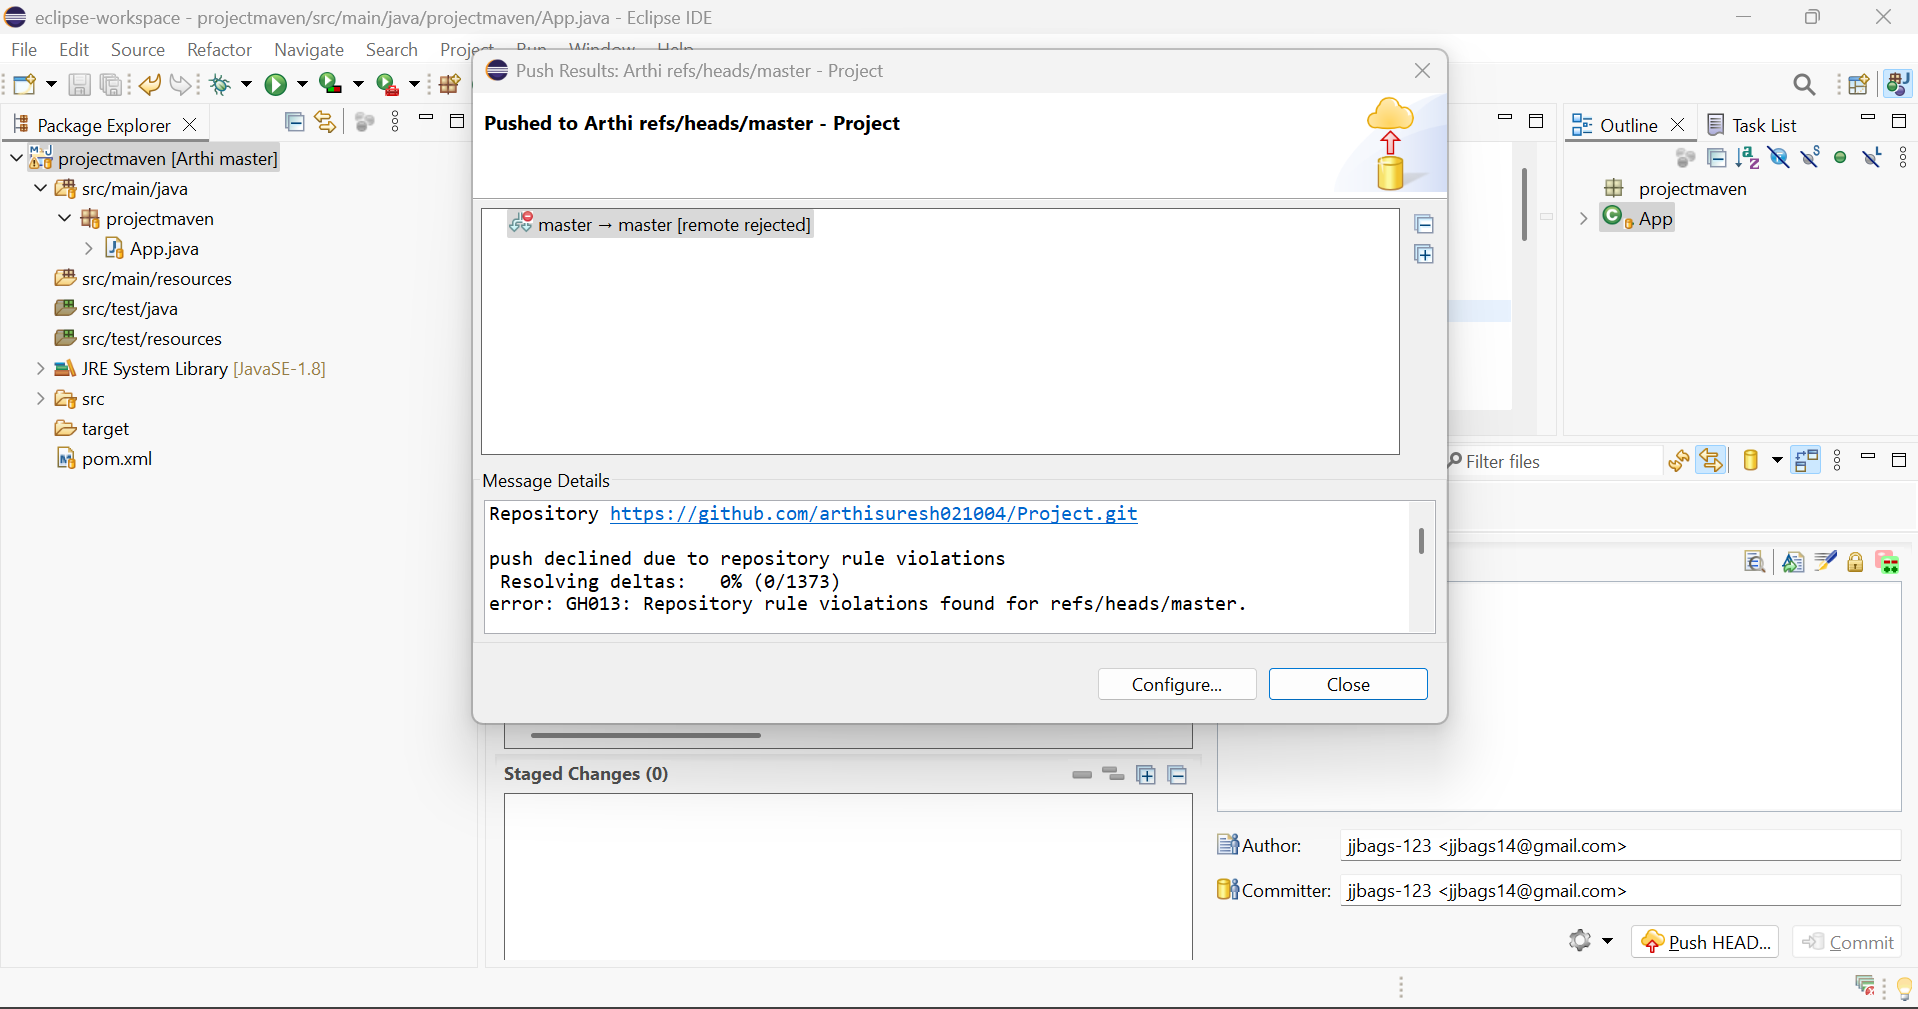 eclipse-workspace - projectmaven/src/main/java/projectmaven/App.java - Eclipse IDE
File Edit Source Refactor Navigate Search Project Run Window Help
Package Explorer
projectmaven [Arthi master]
src/main/java
projectmaven
App.java
src/main/resources
src/test/java
src/test/resources
JRE System Library [JavaSE-1.8]
src
target
pom.xml
Push Results: Arthi refs/heads/master - Project
Pushed to Arthi refs/heads/master - Project
master → master [remote rejected]
Message Details
Repository https://github.com/arthisuresh021004/Project.git
push declined due to repository rule violations
Resolving deltas: 0% (0/1373)
error: GH013: Repository rule violations found for refs/heads/master.
Configure...
Close
Outline
Task List
projectmaven
App
Filter files
Staged Changes (0)
Author: jjbags-123 <jjbags14@gmail.com>
Committer: jjbags-123 <jjbags14@gmail.com>
Push HEAD...
Commit